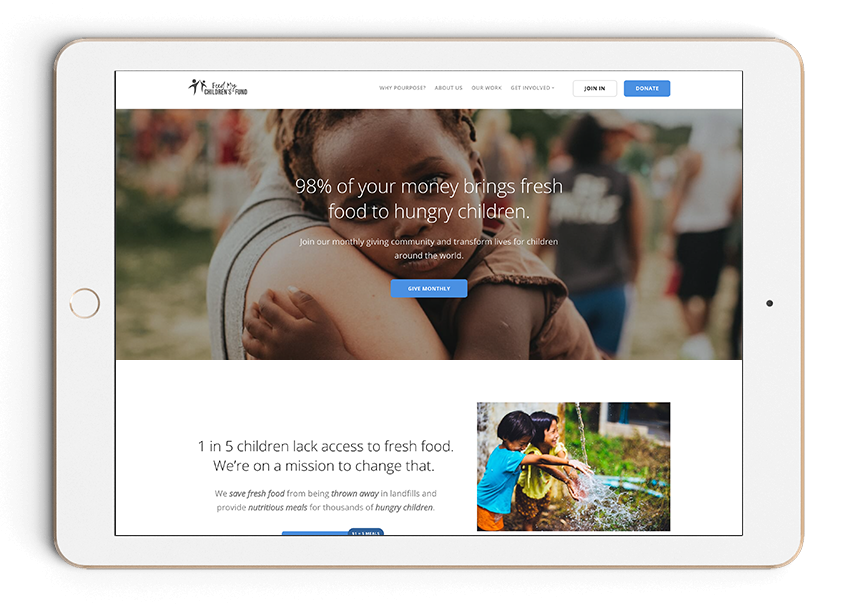 Feed My
CHILDREN'S FUND
WHY POURPOSE? ABOUT US OUR WORK GET INVOLVED
JOIN IN
DONATE
98% of your money brings fresh
food to hungry children.
Join our monthly giving community and transform lives for children
around the world.
GIVE MONTHLY
1 in 5 children lack access to fresh food.
We're on a mission to change that.
We save fresh food from being thrown away in landfills and
provide nutritious meals for thousands of hungry children.
$1 = 5 MEALS